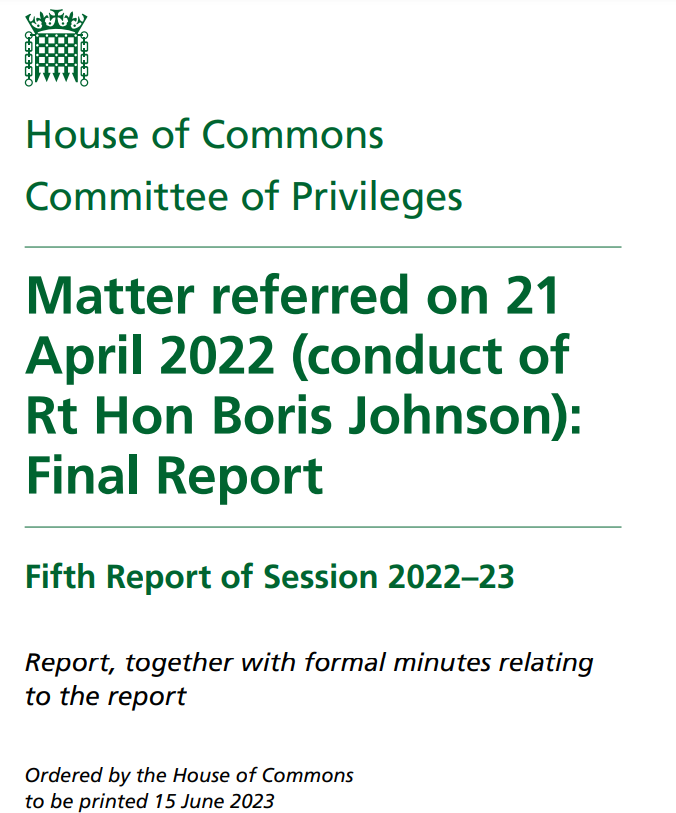 House of Commons
Committee of Privileges
Matter referred on 21
April 2022 (conduct of
Rt Hon Boris Johnson):
Final Report
Fifth Report of Session 2022–23
Report, together with formal minutes relating
to the report
Ordered by the House of Commons
to be printed 15 June 2023